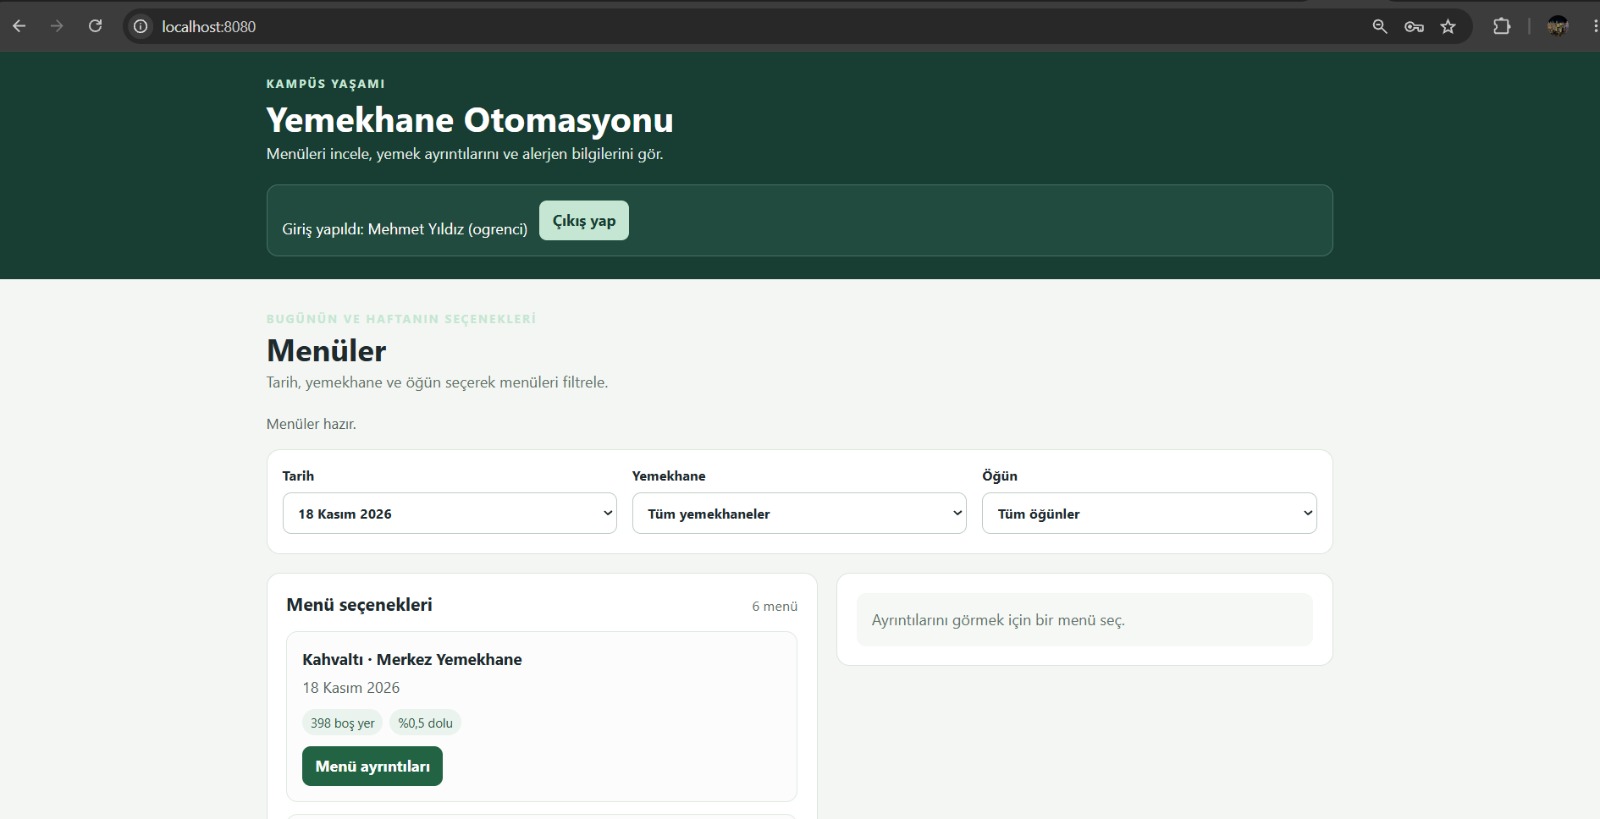 localhost:8080
KAMPÜS YAŞAMI
Yemekhane Otomasyonu
Menüleri incele, yemek ayrıntılarını ve alerjen bilgilerini gör.
Giriş yapıldı: Mehmet Yıldız (ogrenci)
Çıkış yap
BUGÜNÜN VE HAFTANIN SEÇENEKLERİ
Menüler
Tarih, yemekhane ve öğün seçerek menüleri filtrele.
Menüler hazır.
Tarih
18 Kasım 2026
Yemekhane
Tüm yemekhaneler
Öğün
Tüm öğünler
Menü seçenekleri
6 menü
Kahvaltı · Merkez Yemekhane
18 Kasım 2026
398 boş yer
%0,5 dolu
Menü ayrıntıları
Ayrıntılarını görmek için bir menü seç.